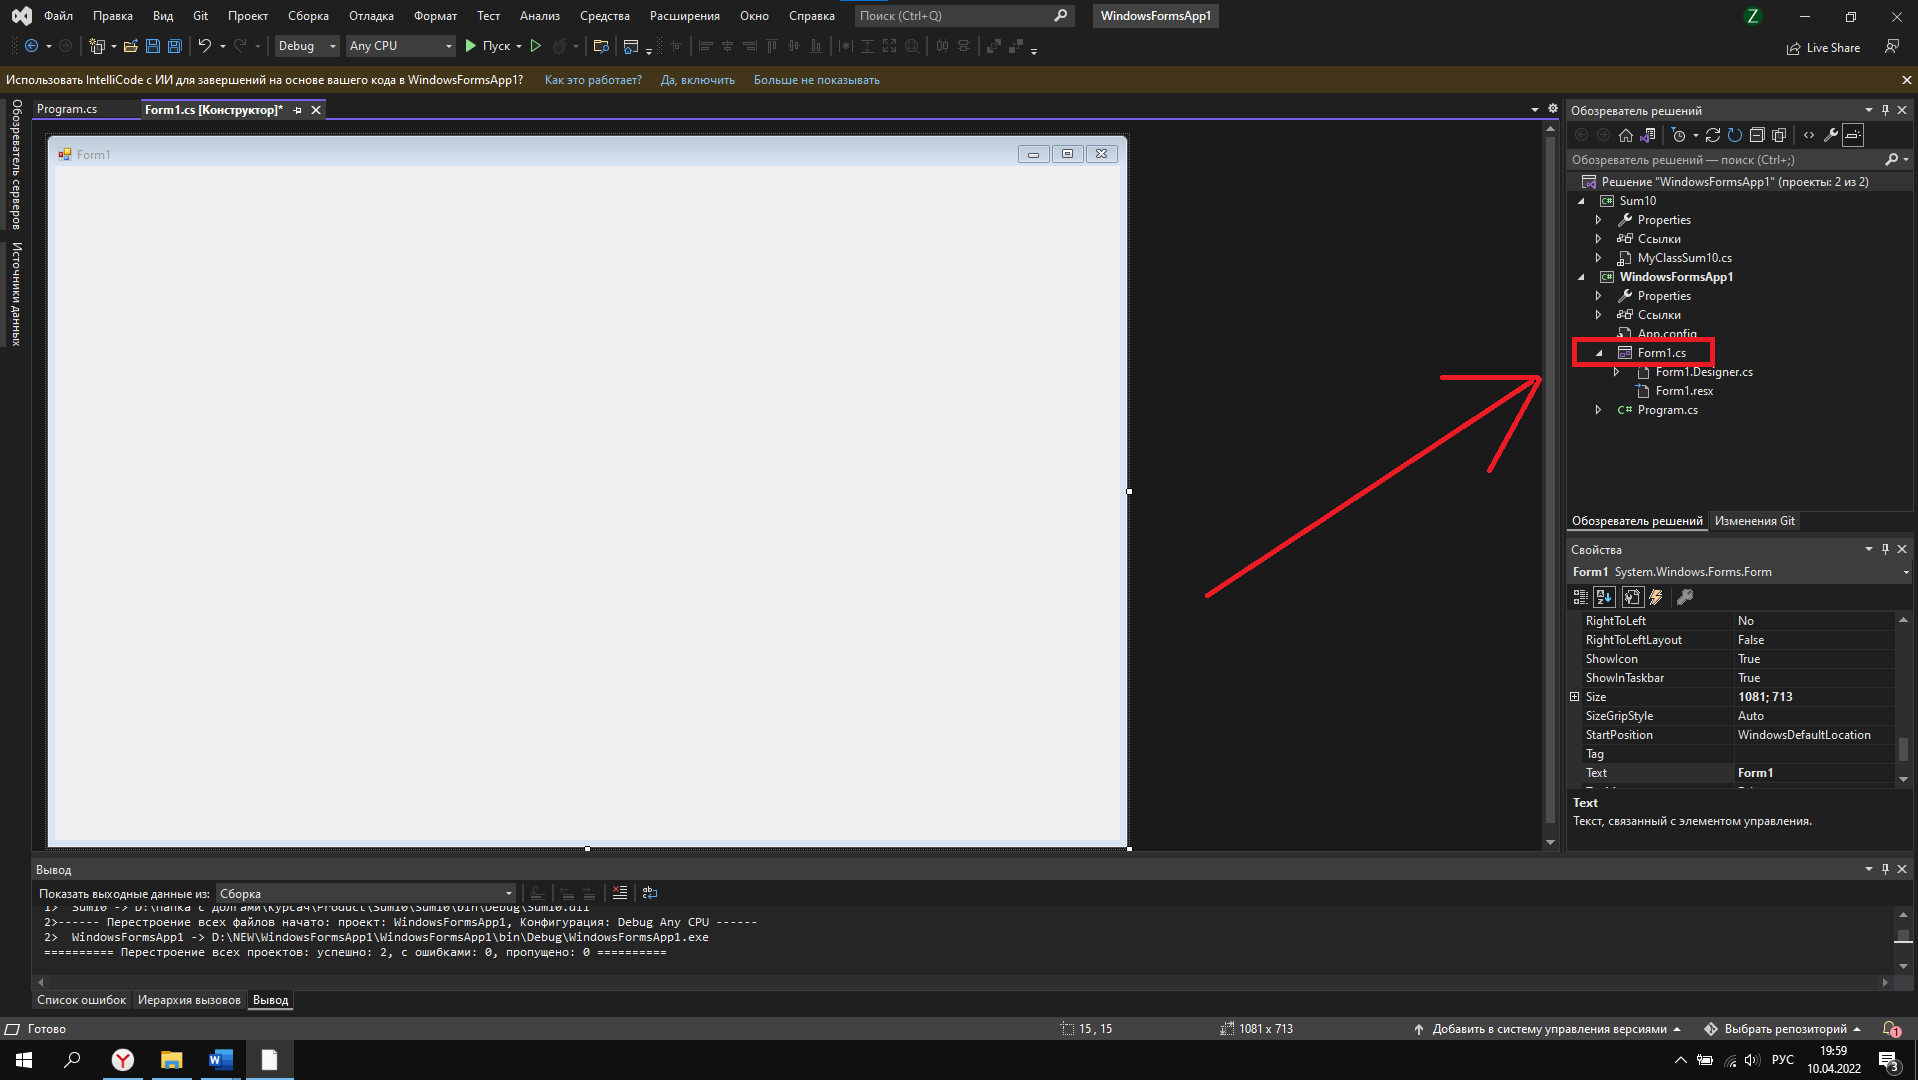 Файл Правка Вид Git Проект Сборка Отладка Формат Тест Анализ Средства Расширения Окно Справка Поиск (Ctrl+Q) WindowsFormsApp1 Z
Debug Any CPU Пуск Live Share
Использовать IntelliCode с ИИ для завершений на основе вашего кода в WindowsFormsApp1? Как это работает? Да, включить Больше не показывать
Обозреватель серверов
Источники данных
Program.cs Form1.cs [Конструктор]*
Form1
Обозреватель решений
Обозреватель решений — поиск (Ctrl+;)
Решение "WindowsFormsApp1" (проекты: 2 из 2)
C# Sum10
Properties
Ссылки
MyClassSum10.cs
C# WindowsFormsApp1
Properties
Ссылки
App.config
Form1.cs
Form1.Designer.cs
Form1.resx
C# Program.cs
Обозреватель решений Изменения Git
Свойства
Form1 System.Windows.Forms.Form
RightToLeft No
RightToLeftLayout False
ShowIcon True
ShowInTaskbar True
Size 1081; 713
SizeGripStyle Auto
StartPosition WindowsDefaultLocation
Tag
Text Form1
Text
Текст, связанный с элементом управления.
Вывод
Показать выходные данные из: Сборка
1> Sum10 -> D:\Папка с долгами\курсач\Product\Sum10\Sum10\bin\Debug\Sum10.dll
2>------ Перестроение всех файлов начато: проект: WindowsFormsApp1, Конфигурация: Debug Any CPU ------
2> WindowsFormsApp1 -> D:\NEW\WindowsFormsApp1\WindowsFormsApp1\bin\Debug\WindowsFormsApp1.exe
========== Перестроение всех проектов: успешно: 2, с ошибками: 0, пропущено: 0 ==========
Список ошибок Иерархия вызовов Вывод
Готово 15 , 15 1081 x 713 Добавить в систему управления версиями Выбрать репозиторий 1
РУС 19:59
10.04.2022 3